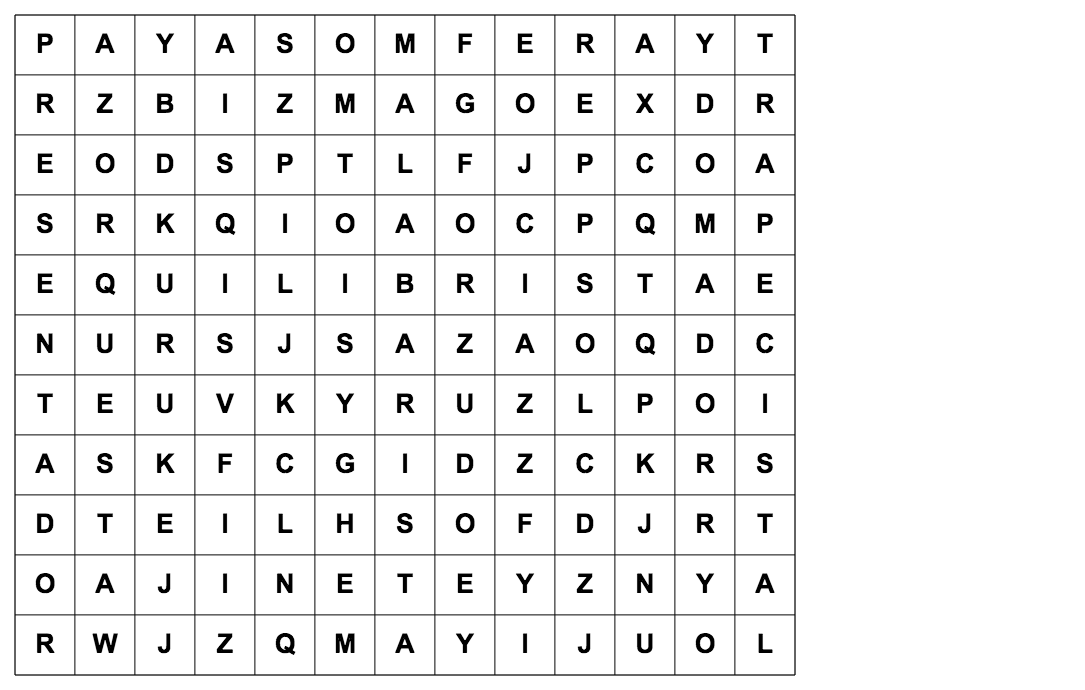 P A Y A S O M F E R A Y T
R Z B I Z M A G O E X D R
E O D S P T L F J P C O A
S R K Q I O A O C P Q M P
E Q U I L I B R I S T A E
N U R S J S A Z A O Q D C
T E U V K Y R U Z L P O I
A S K F C G I D Z C K R S
D T E I L H S O F D J R T
O A J I N E T E Y Z N Y A
R W J Z Q M A Y I J U O L